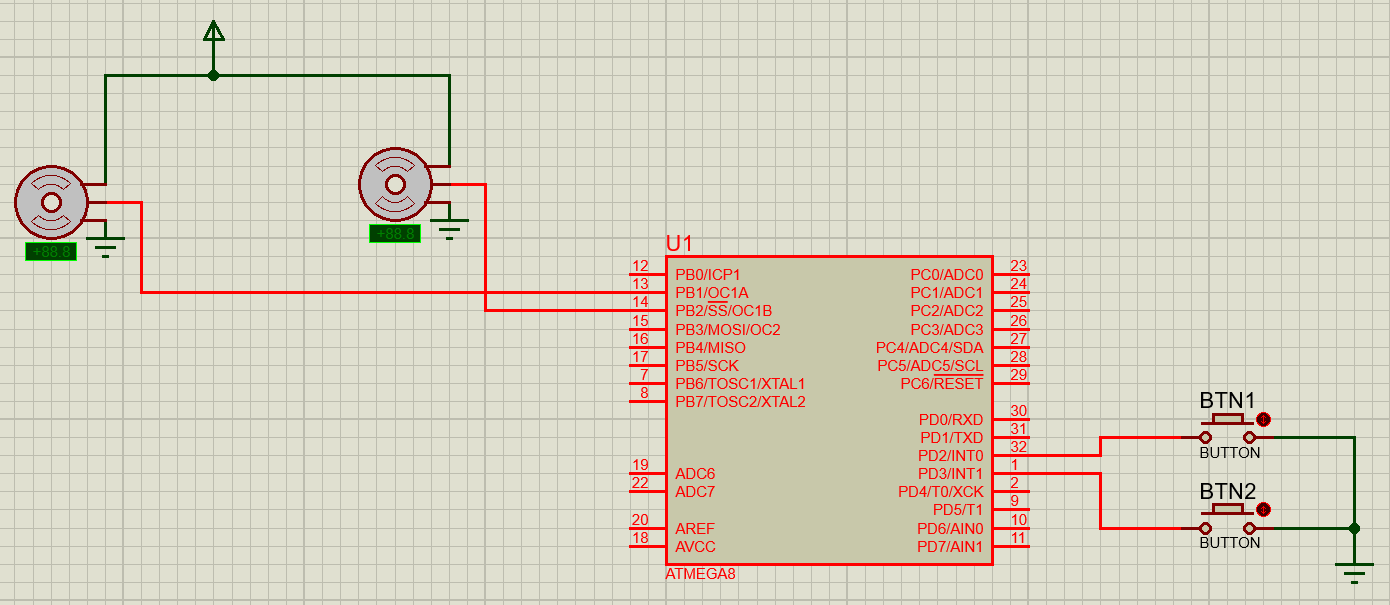 +88.8
+88.8
U1
12 PB0/ICP1 PC0/ADC0 23
13 PB1/OC1A PC1/ADC1 24
14 PB2/SS/OC1B PC2/ADC2 25
15 PB3/MOSI/OC2 PC3/ADC3 26
16 PB4/MISO PC4/ADC4/SDA 27
17 PB5/SCK PC5/ADC5/SCL 28
7 PB6/TOSC1/XTAL1 PC6/RESET 29
8 PB7/TOSC2/XTAL2
PD0/RXD 30
PD1/TXD 31
PD2/INT0 32
19 ADC6 PD3/INT1 1
22 ADC7 PD4/T0/XCK 2
PD5/T1 9
20 AREF PD6/AIN0 10
18 AVCC PD7/AIN1 11
ATMEGA8
BTN1
BUTTON
BTN2
BUTTON